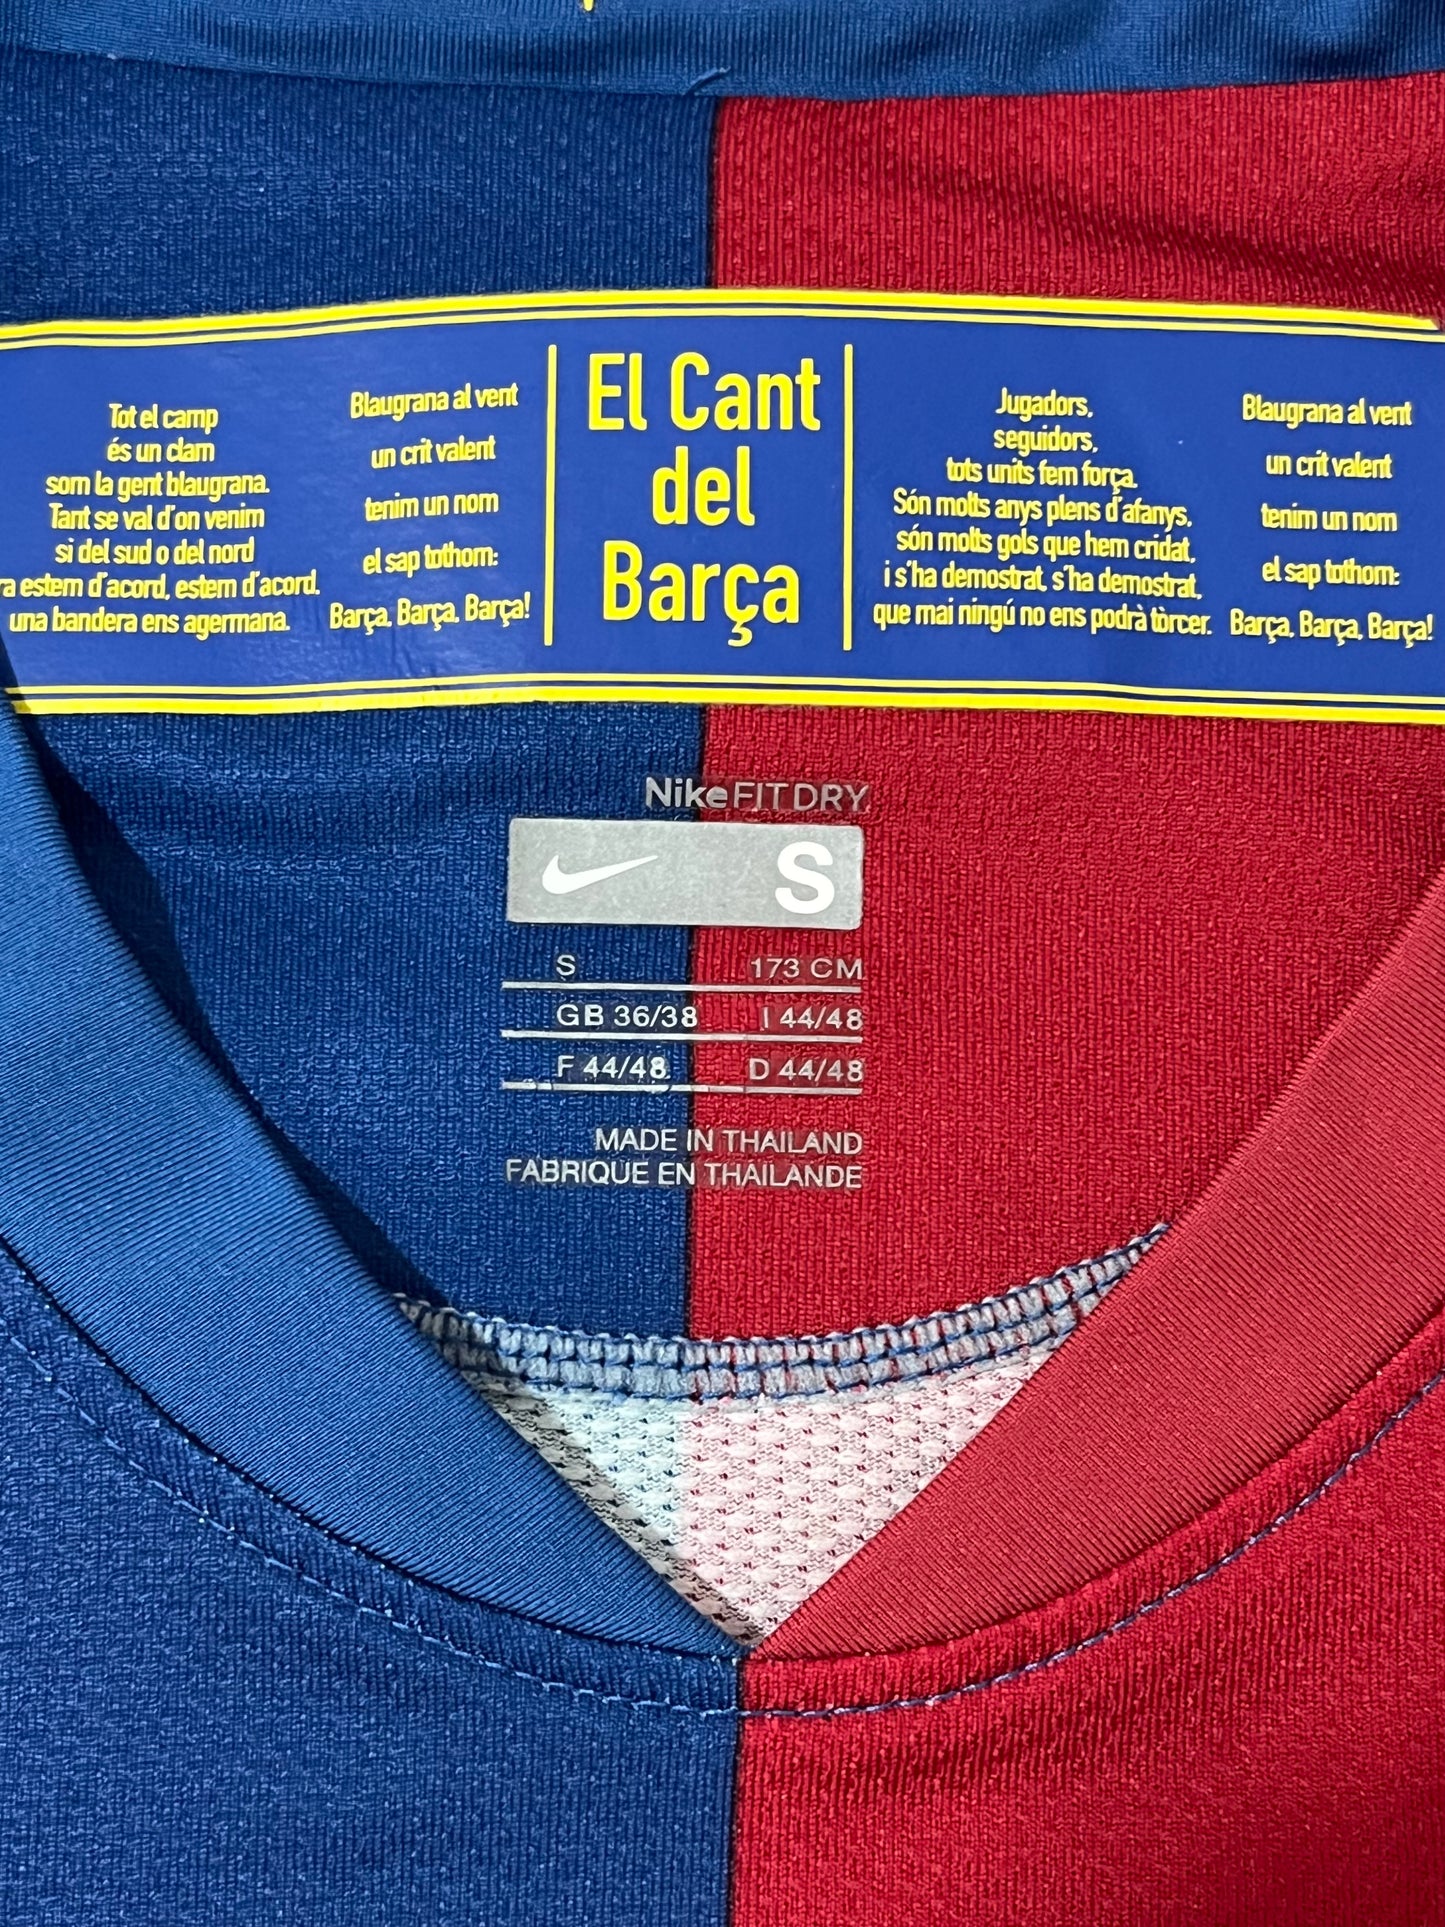 Tot el camp
és un clam
som la gent blaugrana.
Tant se val d'on venim
si del sud o del nord
ra estem d'acord, estem d'acord.
una bandera ens agermana.
Blaugrana al vent
un crit valent
tenim un nom
el sap tothom:
Barça, Barça, Barça!
El Cant
del
Barça
Jugadors,
seguidors,
tots units fem força.
Són molts anys plens d'afanys,
són molts gols que hem cridat,
i s'ha demostrat, s'ha demostrat,
que mai ningú no ens podrà tòrcer.
Blaugrana al vent
un crit valent
tenim un nom
el sap tothom:
Barça, Barça, Barça!
NikeFIT DRY
S
S 173 CM
GB 36/38 I 44/48
F 44/48 D 44/48
MADE IN THAILAND
FABRIQUE EN THAILANDE